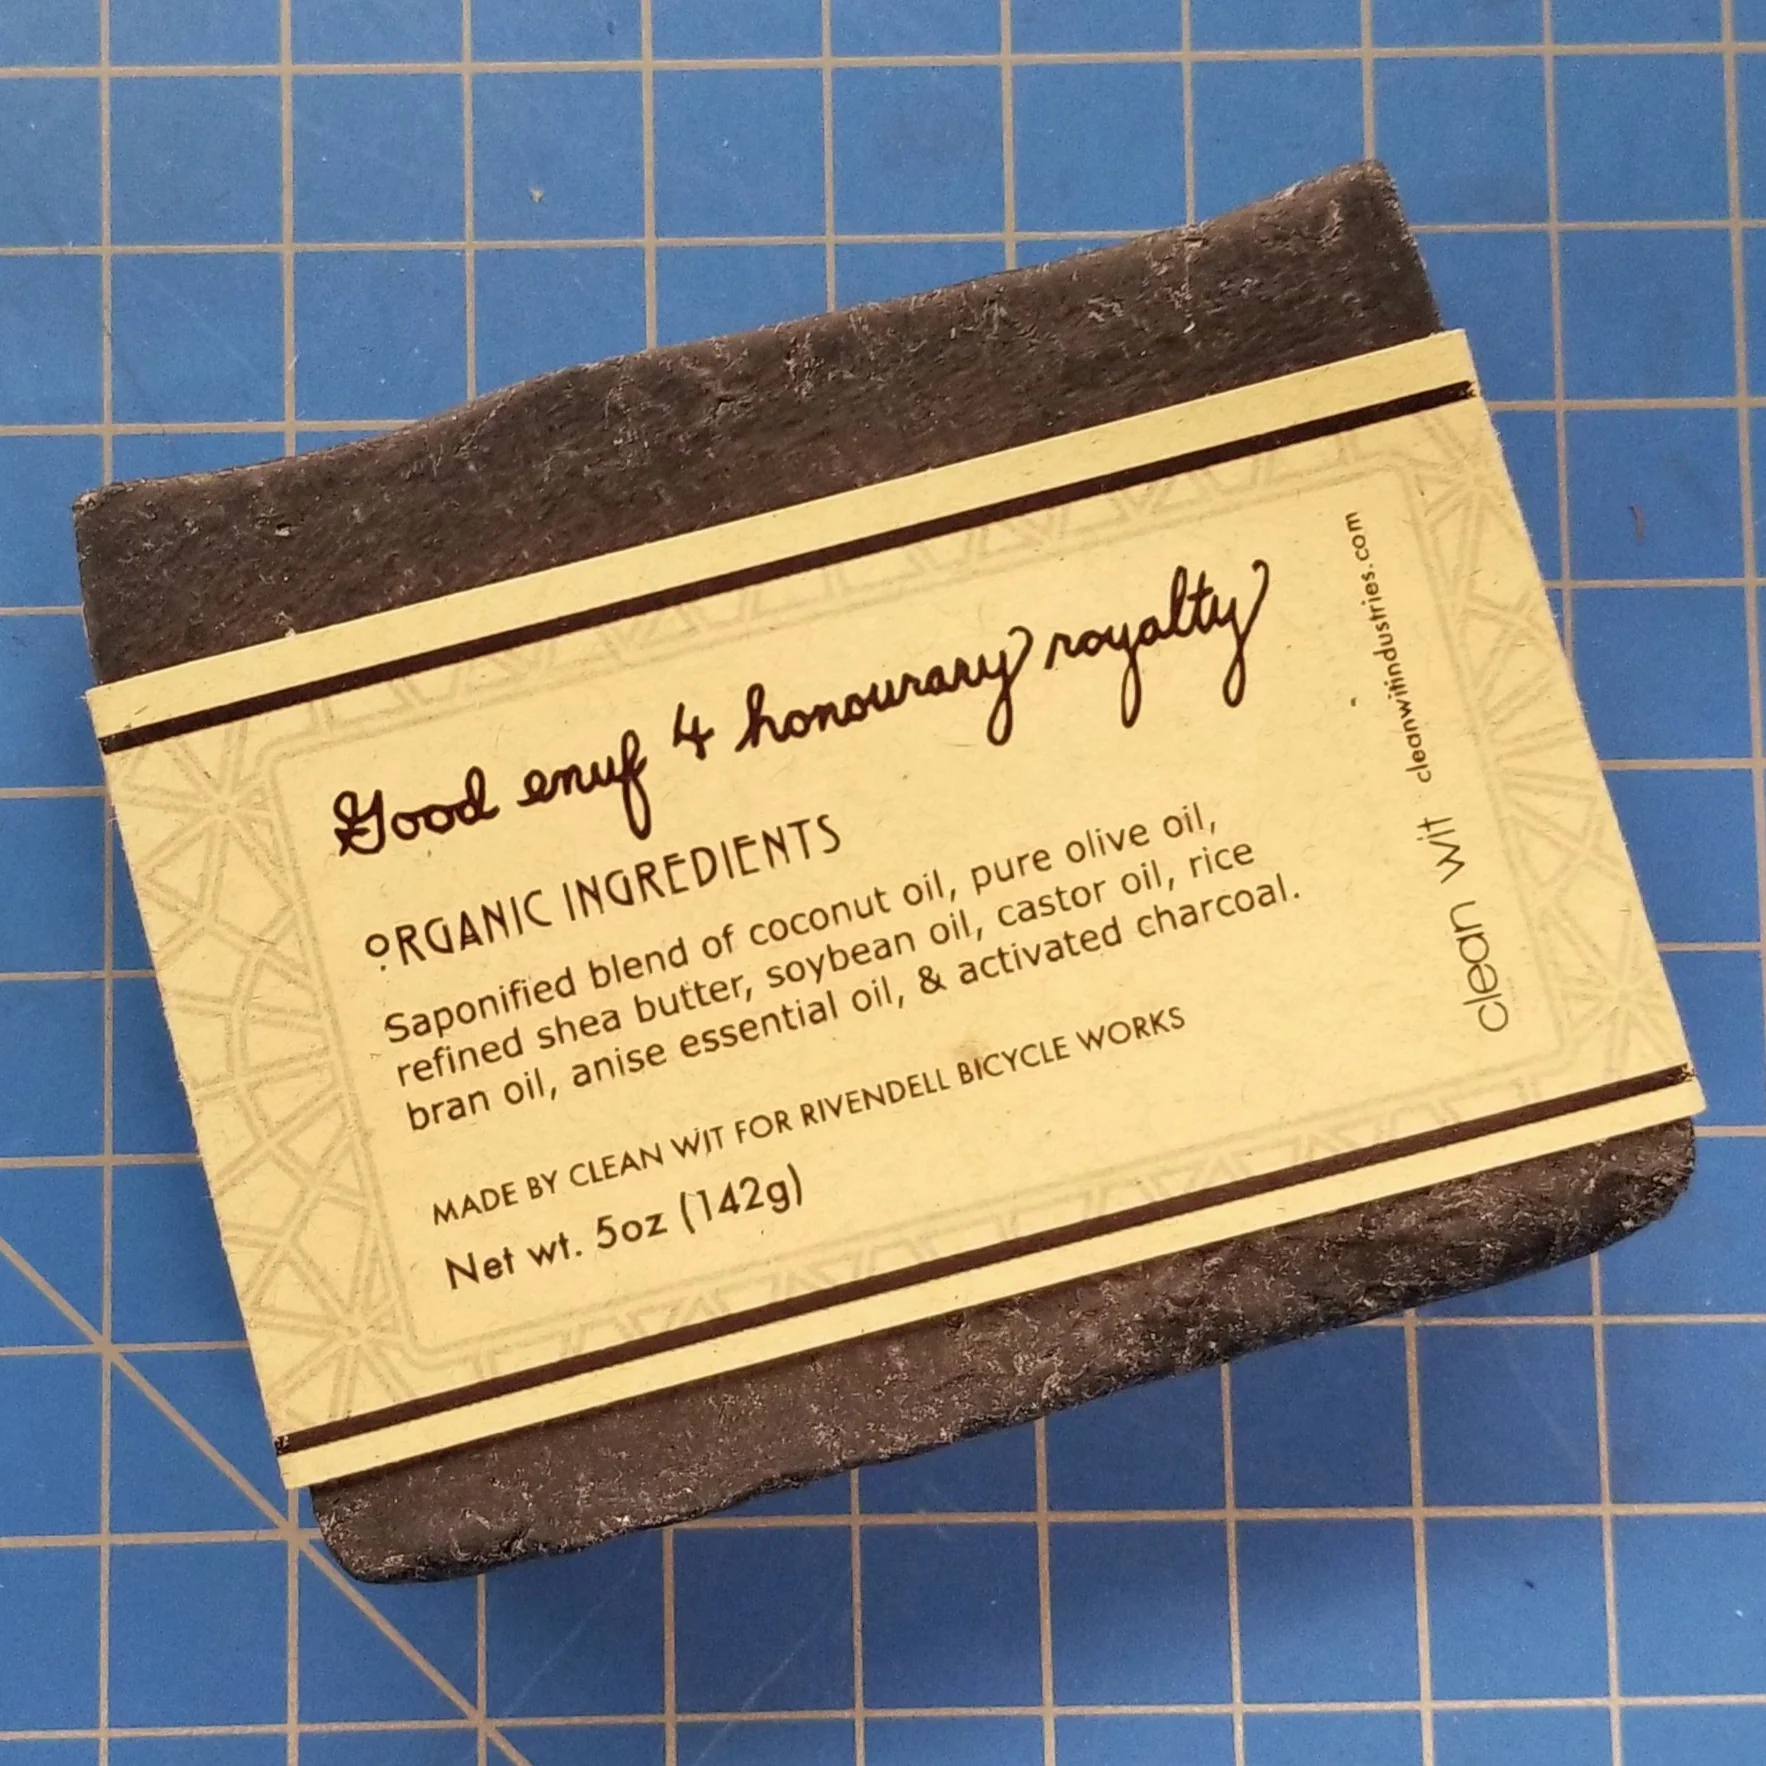 Good enuf 4 honourary royalty
ORGANIC INGREDIENTS
Saponified blend of coconut oil, pure olive oil,
refined shea butter, soybean oil, castor oil, rice
bran oil, anise essential oil, & activated charcoal.
MADE BY CLEAN WIT FOR RIVENDELL BICYCLE WORKS
Net wt. 5oz (142g)
clean wit cleanwitindustries.com